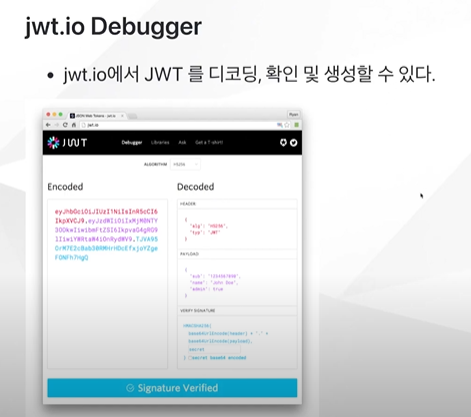 jwt.io Debugger
• jwt.io에서 JWT 를 디코딩, 확인 및 생성할 수 있다.
jwt.io
JWT
Debugger Libraries Ask Get a T-shirt!
ALGORITHM HS256
Encoded
Decoded
HEADER
{
"alg": "HS256",
"typ": "JWT"
}
PAYLOAD
{
"sub": "1234567890",
"name": "John Doe",
"admin": true
}
VERIFY SIGNATURE
HMACSHA256(
base64UrlEncode(header) + "." +
base64UrlEncode(payload),
secret
) secret base64 encoded
Signature Verified